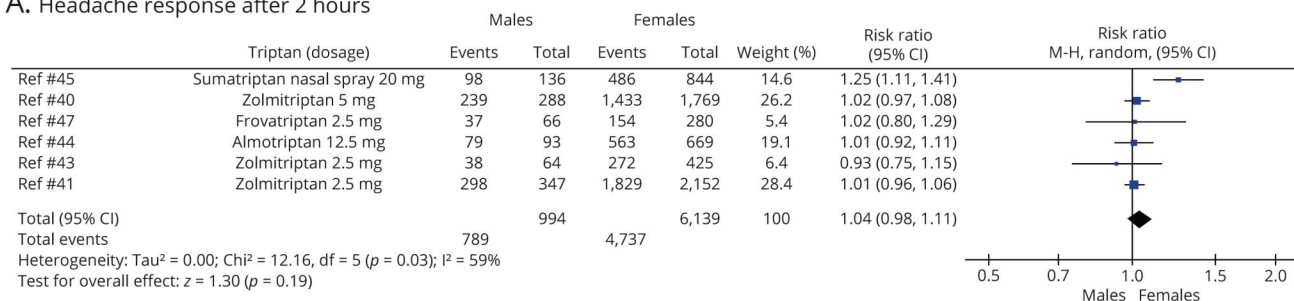 A. Headache response after 2 hours
Males Females Risk ratio Risk ratio
Triptan (dosage) Events Total Events Total Weight (%) (95% CI) M-H, random, (95% CI)
Ref #45 Sumatriptan nasal spray 20 mg 98 136 486 844 14.6 1.25 (1.11, 1.41)
Ref #40 Zolmitriptan 5 mg 239 288 1,433 1,769 26.2 1.02 (0.97, 1.08)
Ref #47 Frovatriptan 2.5 mg 37 66 154 280 5.4 1.02 (0.80, 1.29)
Ref #44 Almotriptan 12.5 mg 79 93 563 669 19.1 1.01 (0.92, 1.11)
Ref #43 Zolmitriptan 2.5 mg 38 64 272 425 6.4 0.93 (0.75, 1.15)
Ref #41 Zolmitriptan 2.5 mg 298 347 1,829 2,152 28.4 1.01 (0.96, 1.06)
Total (95% CI) 994 6,139 100 1.04 (0.98, 1.11)
Total events 789 4,737
Heterogeneity: Tau² = 0.00; Chi² = 12.16, df = 5 (p = 0.03); I² = 59%
Test for overall effect: z = 1.30 (p = 0.19)
0.5 0.7 1.0 1.5 2.0
Males Females